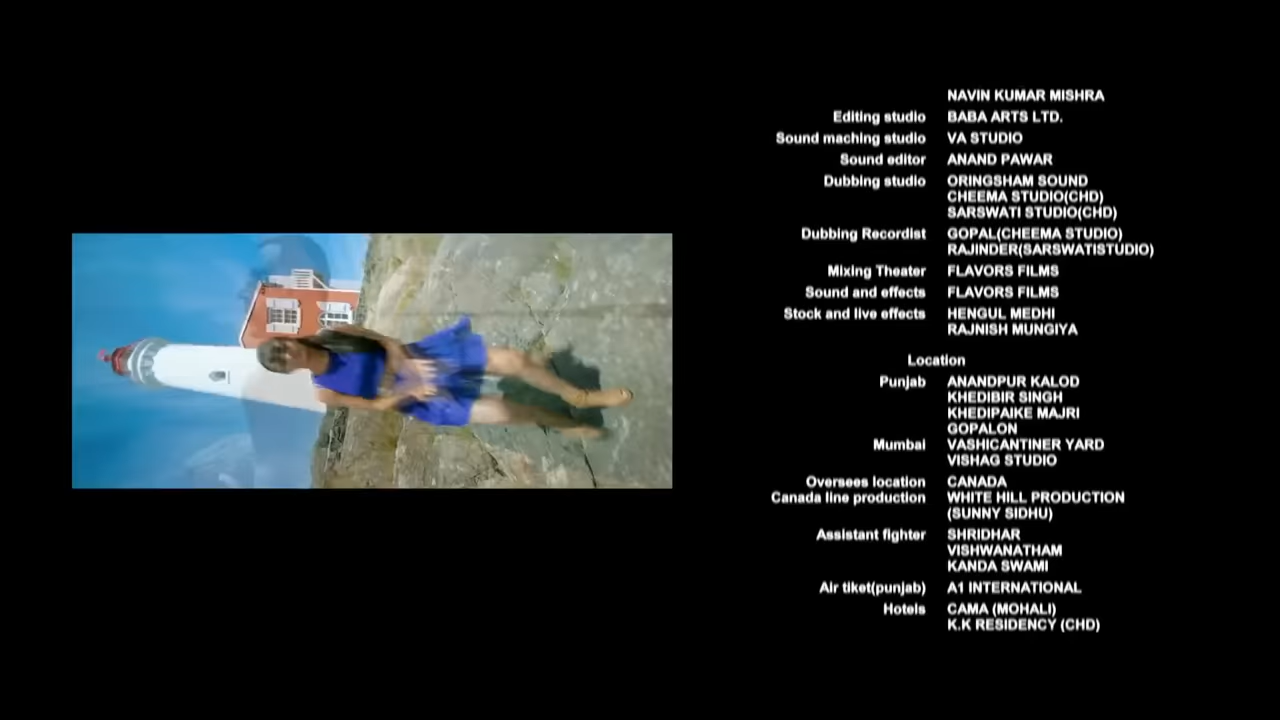 NAVIN KUMAR MISHRA
Editing studio BABA ARTS LTD.
Sound maching studio VA STUDIO
Sound editor ANAND PAWAR
Dubbing studio ORINGSHAM SOUND
CHEEMA STUDIO(CHD)
SARSWATI STUDIO(CHD)
Dubbing Recordist GOPAL(CHEEMA STUDIO)
RAJINDER(SARSWATISTUDIO)
Mixing Theater FLAVORS FILMS
Sound and effects FLAVORS FILMS
Stock and live effects HENGUL MEDHI
RAJNISH MUNGIYA
Location
Punjab ANANDPUR KALOD
KHEDIBIR SINGH
KHEDIPAIKE MAJRI
GOPALON
Mumbai VASHICANTINER YARD
VISHAG STUDIO
Oversees location CANADA
Canada line production WHITE HILL PRODUCTION
(SUNNY SIDHU)
Assistant fighter SHRIDHAR
VISHWANATHAM
KANDA SWAMI
Air tiket(punjab) A1 INTERNATIONAL
Hotels CAMA (MOHALI)
K.K RESIDENCY (CHD)